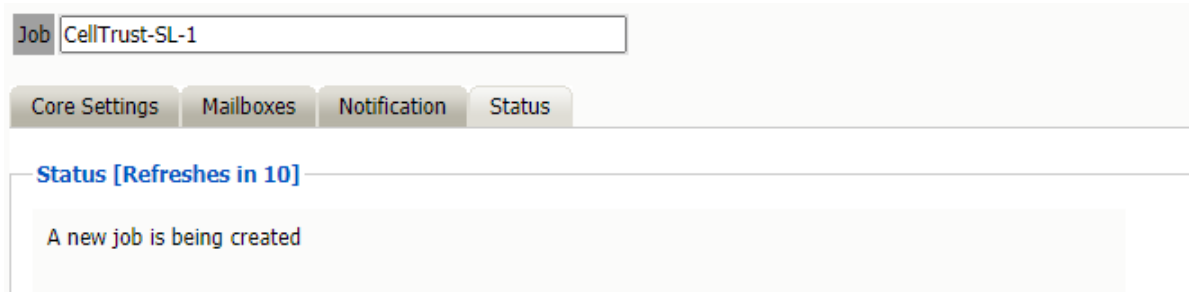 Job CellTrust-SL-1
Core Settings Mailboxes Notification Status
Status [Refreshes in 10]
A new job is being created